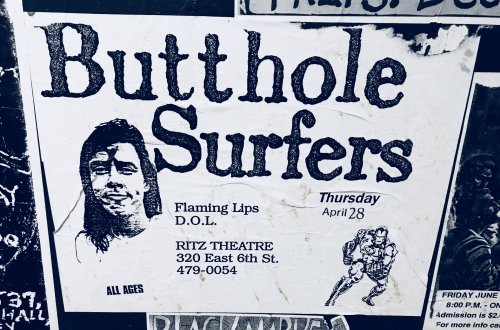 Butthole
Surfers
Flaming Lips
D.O.L.
Thursday
April 28
RITZ THEATRE
320 East 6th St.
479-0054
ALL AGES
FRIDAY JUNE
8:00 P.M. - ON
Admission is $2.
For more info